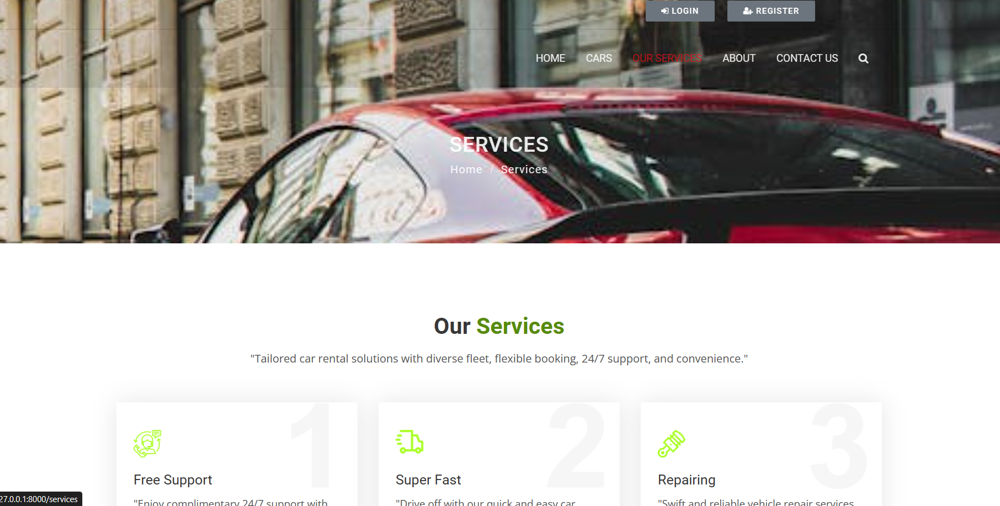 LOGIN
REGISTER
HOME
CARS
OUR SERVICES
ABOUT
CONTACT US
SERVICES
Home / Services
Our Services
"Tailored car rental solutions with diverse fleet, flexible booking, 24/7 support, and convenience."
1
Free Support
"Enjoy complimentary 24/7 support with
2
Super Fast
"Drive off with our quick and easy car
3
Repairing
"Swift and reliable vehicle repair services
27.0.0.1:8000/services